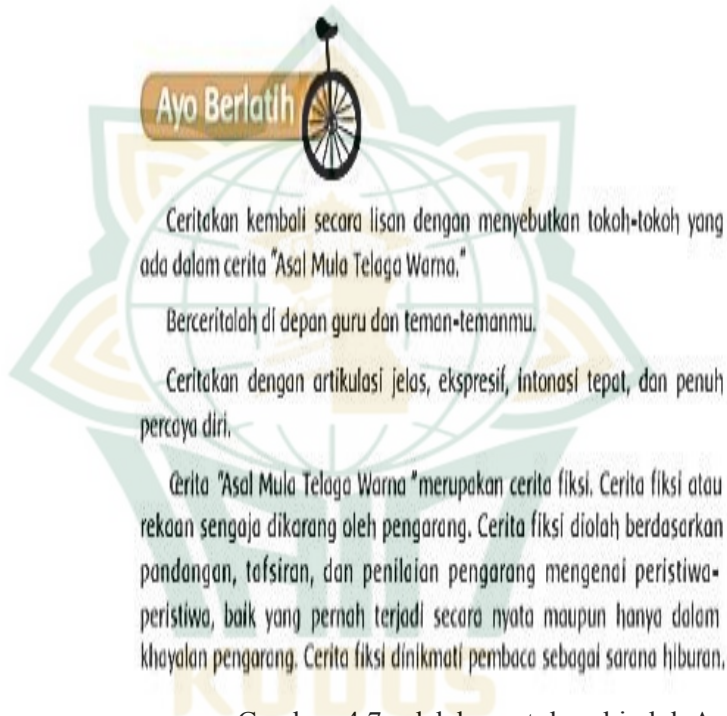 Ayo Berlatih
Ceritakan kembali secara lisan dengan menyebutkan tokoh-tokoh yang
ada dalam cerita "Asal Mula Telaga Warna."
Berceritalah di depan guru dan teman-temanmu.
Ceritakan dengan artikulasi jelas, ekspresif, intonasi tepat, dan penuh
percaya diri.
Cerita "Asal Mula Telaga Warna "merupakan cerita fiksi. Cerita fiksi atau
rekaan sengaja dikarang oleh pengarang. Cerita fiksi diolah berdasarkan
pandangan, tafsiran, dan penilaian pengarang mengenai peristiwa-
peristiwa, baik yang pernah terjadi secara nyata maupun hanya dalam
khayalan pengarang. Cerita fiksi dinikmati pembaca sebagai sarana hiburan.
KUDUS